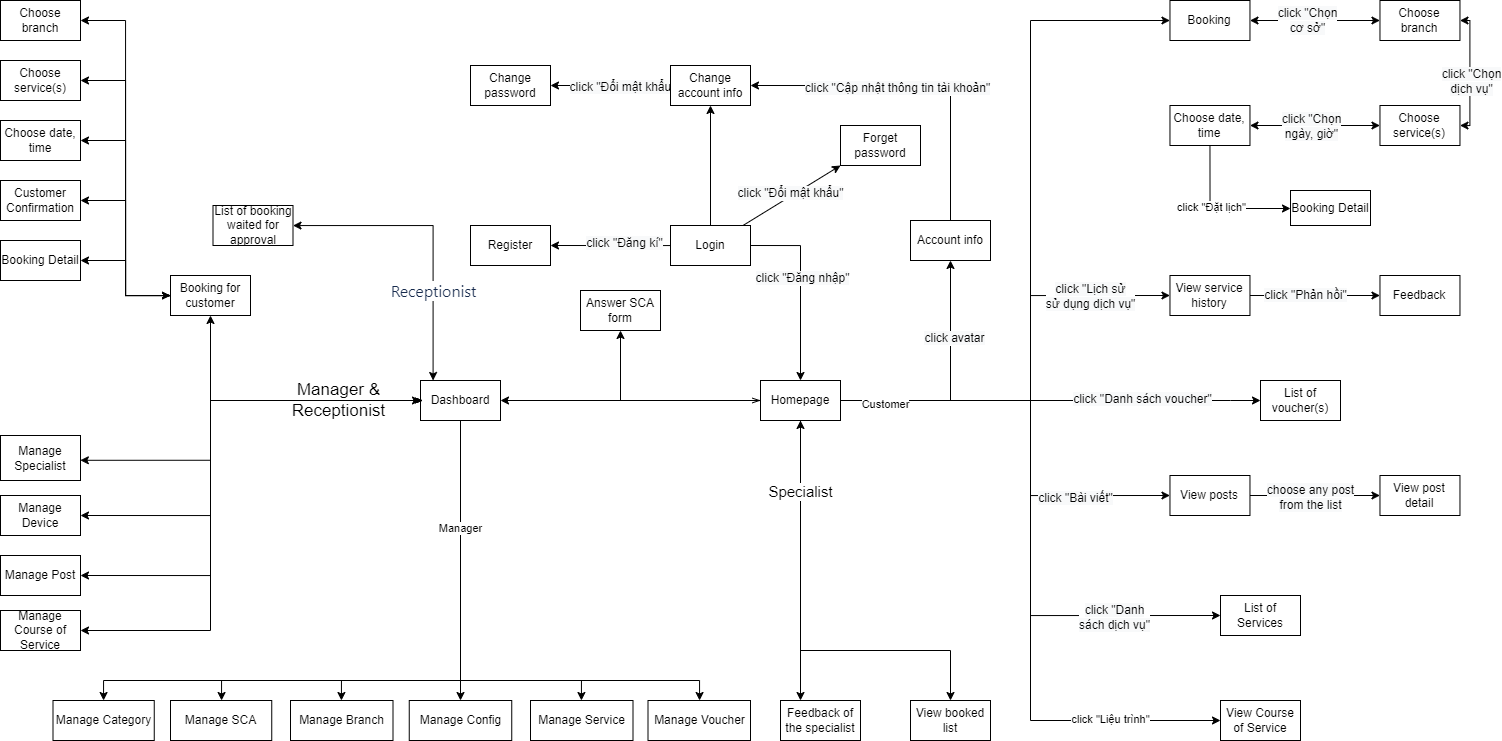 Choose
branch
Choose
service(s)
Choose date,
time
Customer
Confirmation
Booking Detail
Booking for
customer
List of booking
waited for
approval
Receptionist
Manager &
Receptionist
Manage
Specialist
Manage
Device
Manage Post
Manage
Course of
Service
Change
password
click "Đổi mật khẩu
Change
account info
click "Cập nhật thông tin tài khoản"
Forget
password
click "Đổi mật khẩu"
Register
click "Đăng kí"
Login
click "Đăng nhập"
Account info
click avatar
Answer SCA
form
Dashboard
Homepage
Customer
Manager
Specialist
Manage Category
Manage SCA
Manage Branch
Manage Config
Manage Service
Manage Voucher
Feedback of
the specialist
View booked
list
Booking
click "Chọn
cơ sở"
Choose
branch
click "Chọn
dịch vụ"
Choose date,
time
click "Chọn
ngày, giờ"
Choose
service(s)
click "Đặt lịch"
Booking Detail
click "Lịch sử
sử dụng dịch vụ"
View service
history
click "Phản hồi"
Feedback
click "Danh sách voucher"
List of
voucher(s)
click "Bài viết"
View posts
choose any post
from the list
View post
detail
click "Danh
sách dịch vụ"
List of
Services
click "Liệu trình"
View Course
of Service